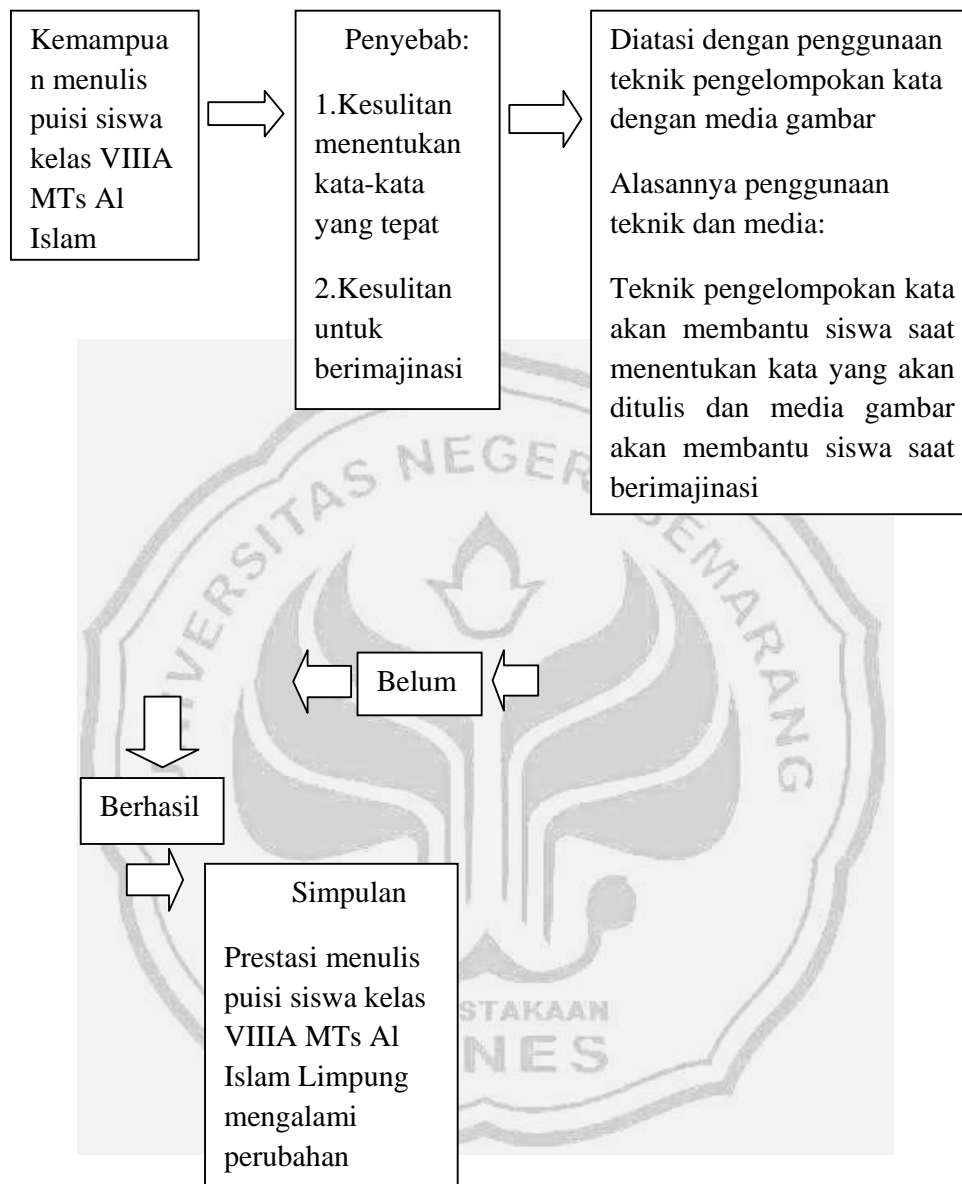 Kemampua
n menulis
puisi siswa
kelas VIIIA
MTs Al
Islam
Penyebab:
1.Kesulitan
menentukan
kata-kata
yang tepat
2.Kesulitan
untuk
berimajinasi
Diatasi dengan penggunaan
teknik pengelompokan kata
dengan media gambar
Alasannya penggunaan
teknik dan media:
Teknik pengelompokan kata
akan membantu siswa saat
menentukan kata yang akan
ditulis dan media gambar
akan membantu siswa saat
berimajinasi
Belum
Berhasil
Simpulan
Prestasi menulis
puisi siswa kelas
VIIIA MTs Al
Islam Limpung
mengalami
perubahan
UNIVERSITAS NEGERI SEMARANG
STAKAAN
NES